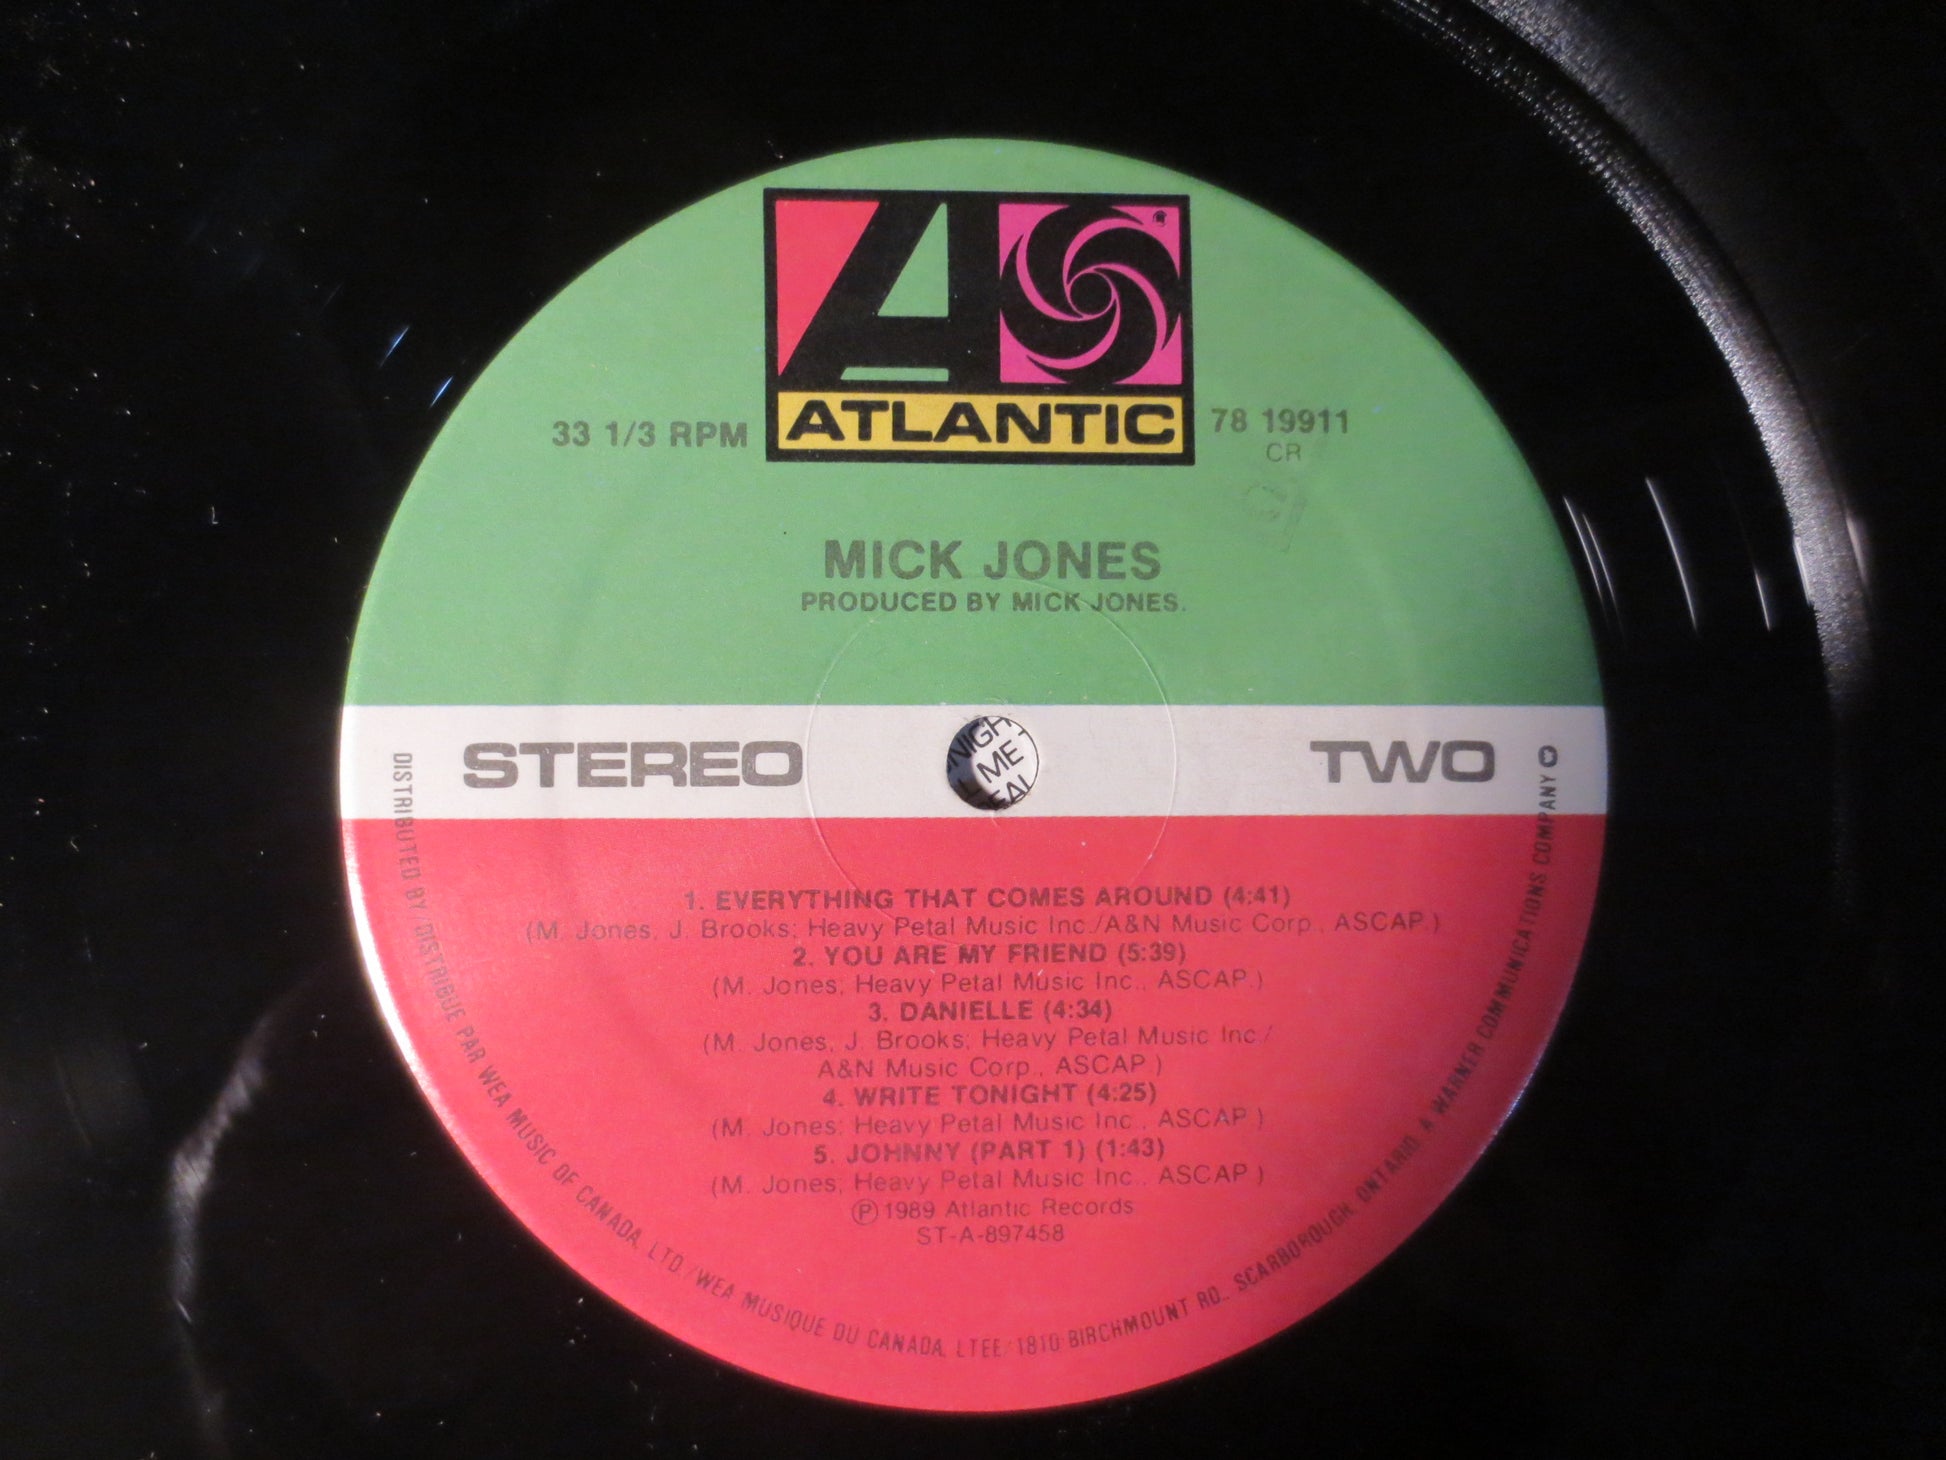 ATLANTIC
33 1/3 RPM
78 19911
CR
MICK JONES
PRODUCED BY MICK JONES.
STEREO
TWO
NIGHT
ME
EAL
1. EVERYTHING THAT COMES AROUND (4:41)
(M. Jones, J. Brooks; Heavy Petal Music Inc./A&N Music Corp., ASCAP.)
2. YOU ARE MY FRIEND (5:39)
(M. Jones; Heavy Petal Music Inc., ASCAP.)
3. DANIELLE (4:34)
(M. Jones, J. Brooks; Heavy Petal Music Inc./
A&N Music Corp., ASCAP.)
4. WRITE TONIGHT (4:25)
(M. Jones; Heavy Petal Music Inc., ASCAP.)
5. JOHNNY (PART 1) (1:43)
(M. Jones; Heavy Petal Music Inc., ASCAP.)
Ⓟ 1989 Atlantic Records
ST-A-897458
DISTRIBUTED BY/DISTRIBUE PAR WEA MUSIC OF CANADA, LTD./WEA MUSIQUE DU CANADA, LTEE/1810 BIRCHMOUNT RD., SCARBOROUGH, ONTARIO. A WARNER COMMUNICATIONS COMPANY